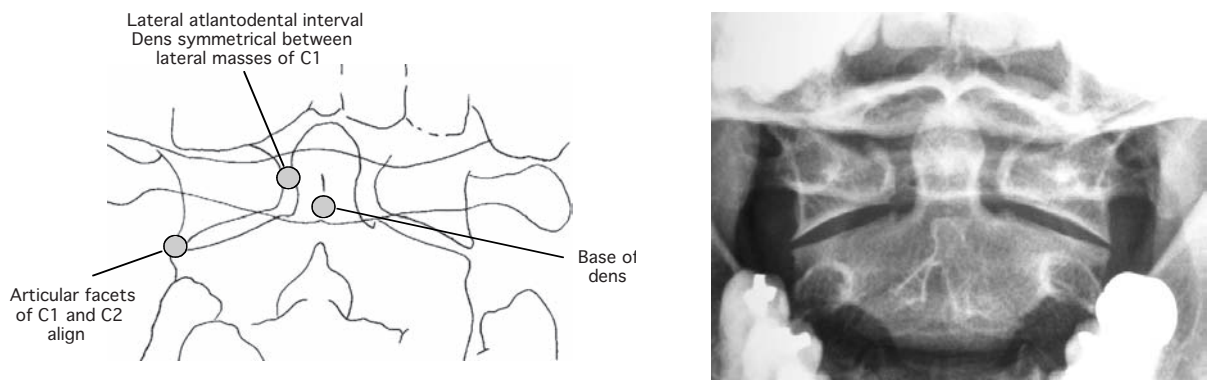 Lateral atlantodental interval
Dens symmetrical between
lateral masses of C1
Base of
dens
Articular facets
of C1 and C2
align